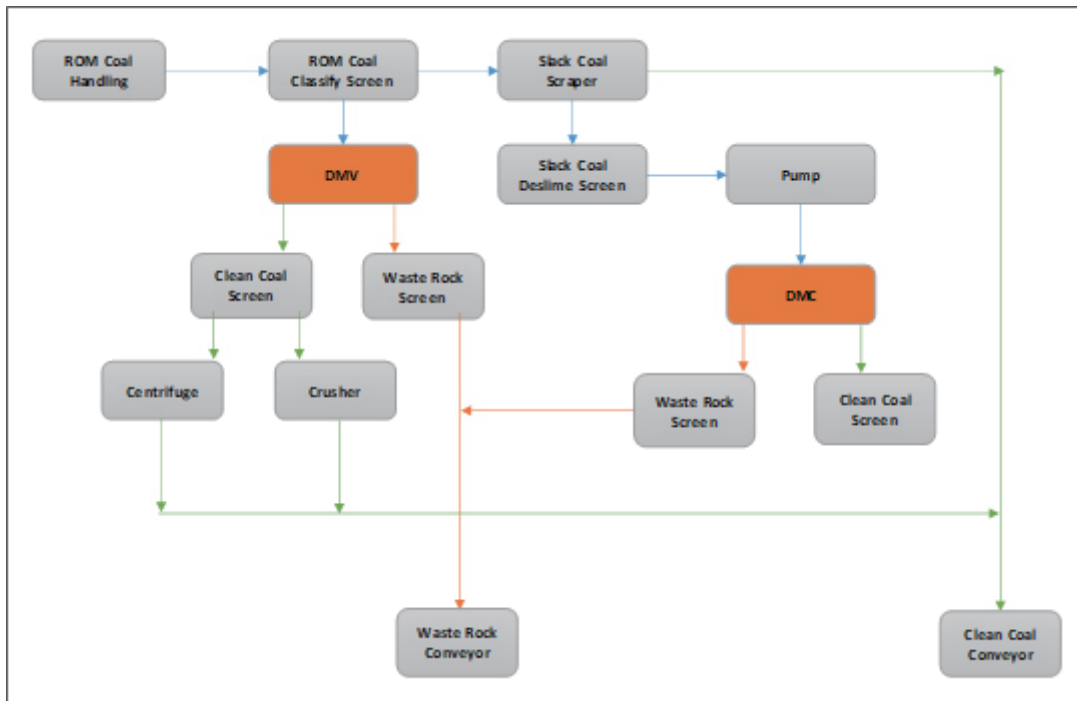 ROM Coal
Handling
ROM Coal
Classify Screen
Slack Coal
Scraper
DMV
Slack Coal
Deslime Screen
Pump
Clean Coal
Screen
Waste Rock
Screen
DMC
Centrifuge
Crusher
Waste Rock
Screen
Clean Coal
Screen
Waste Rock
Conveyor
Clean Coal
Conveyor